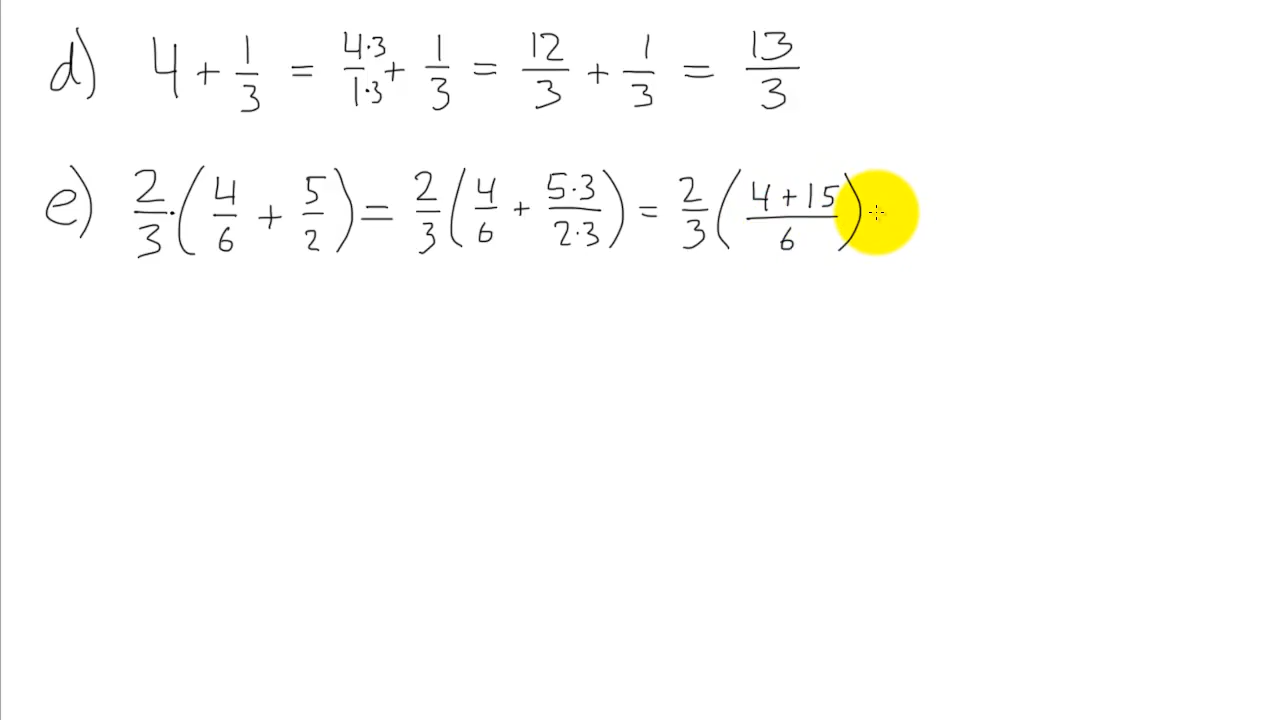 d) 4 + 1/3 = 4·3/1·3 + 1/3 = 12/3 + 1/3 = 13/3
e) 2/3 · (4/6 + 5/2) = 2/3 (4/6 + 5·3/2·3) = 2/3 (4+15/6)